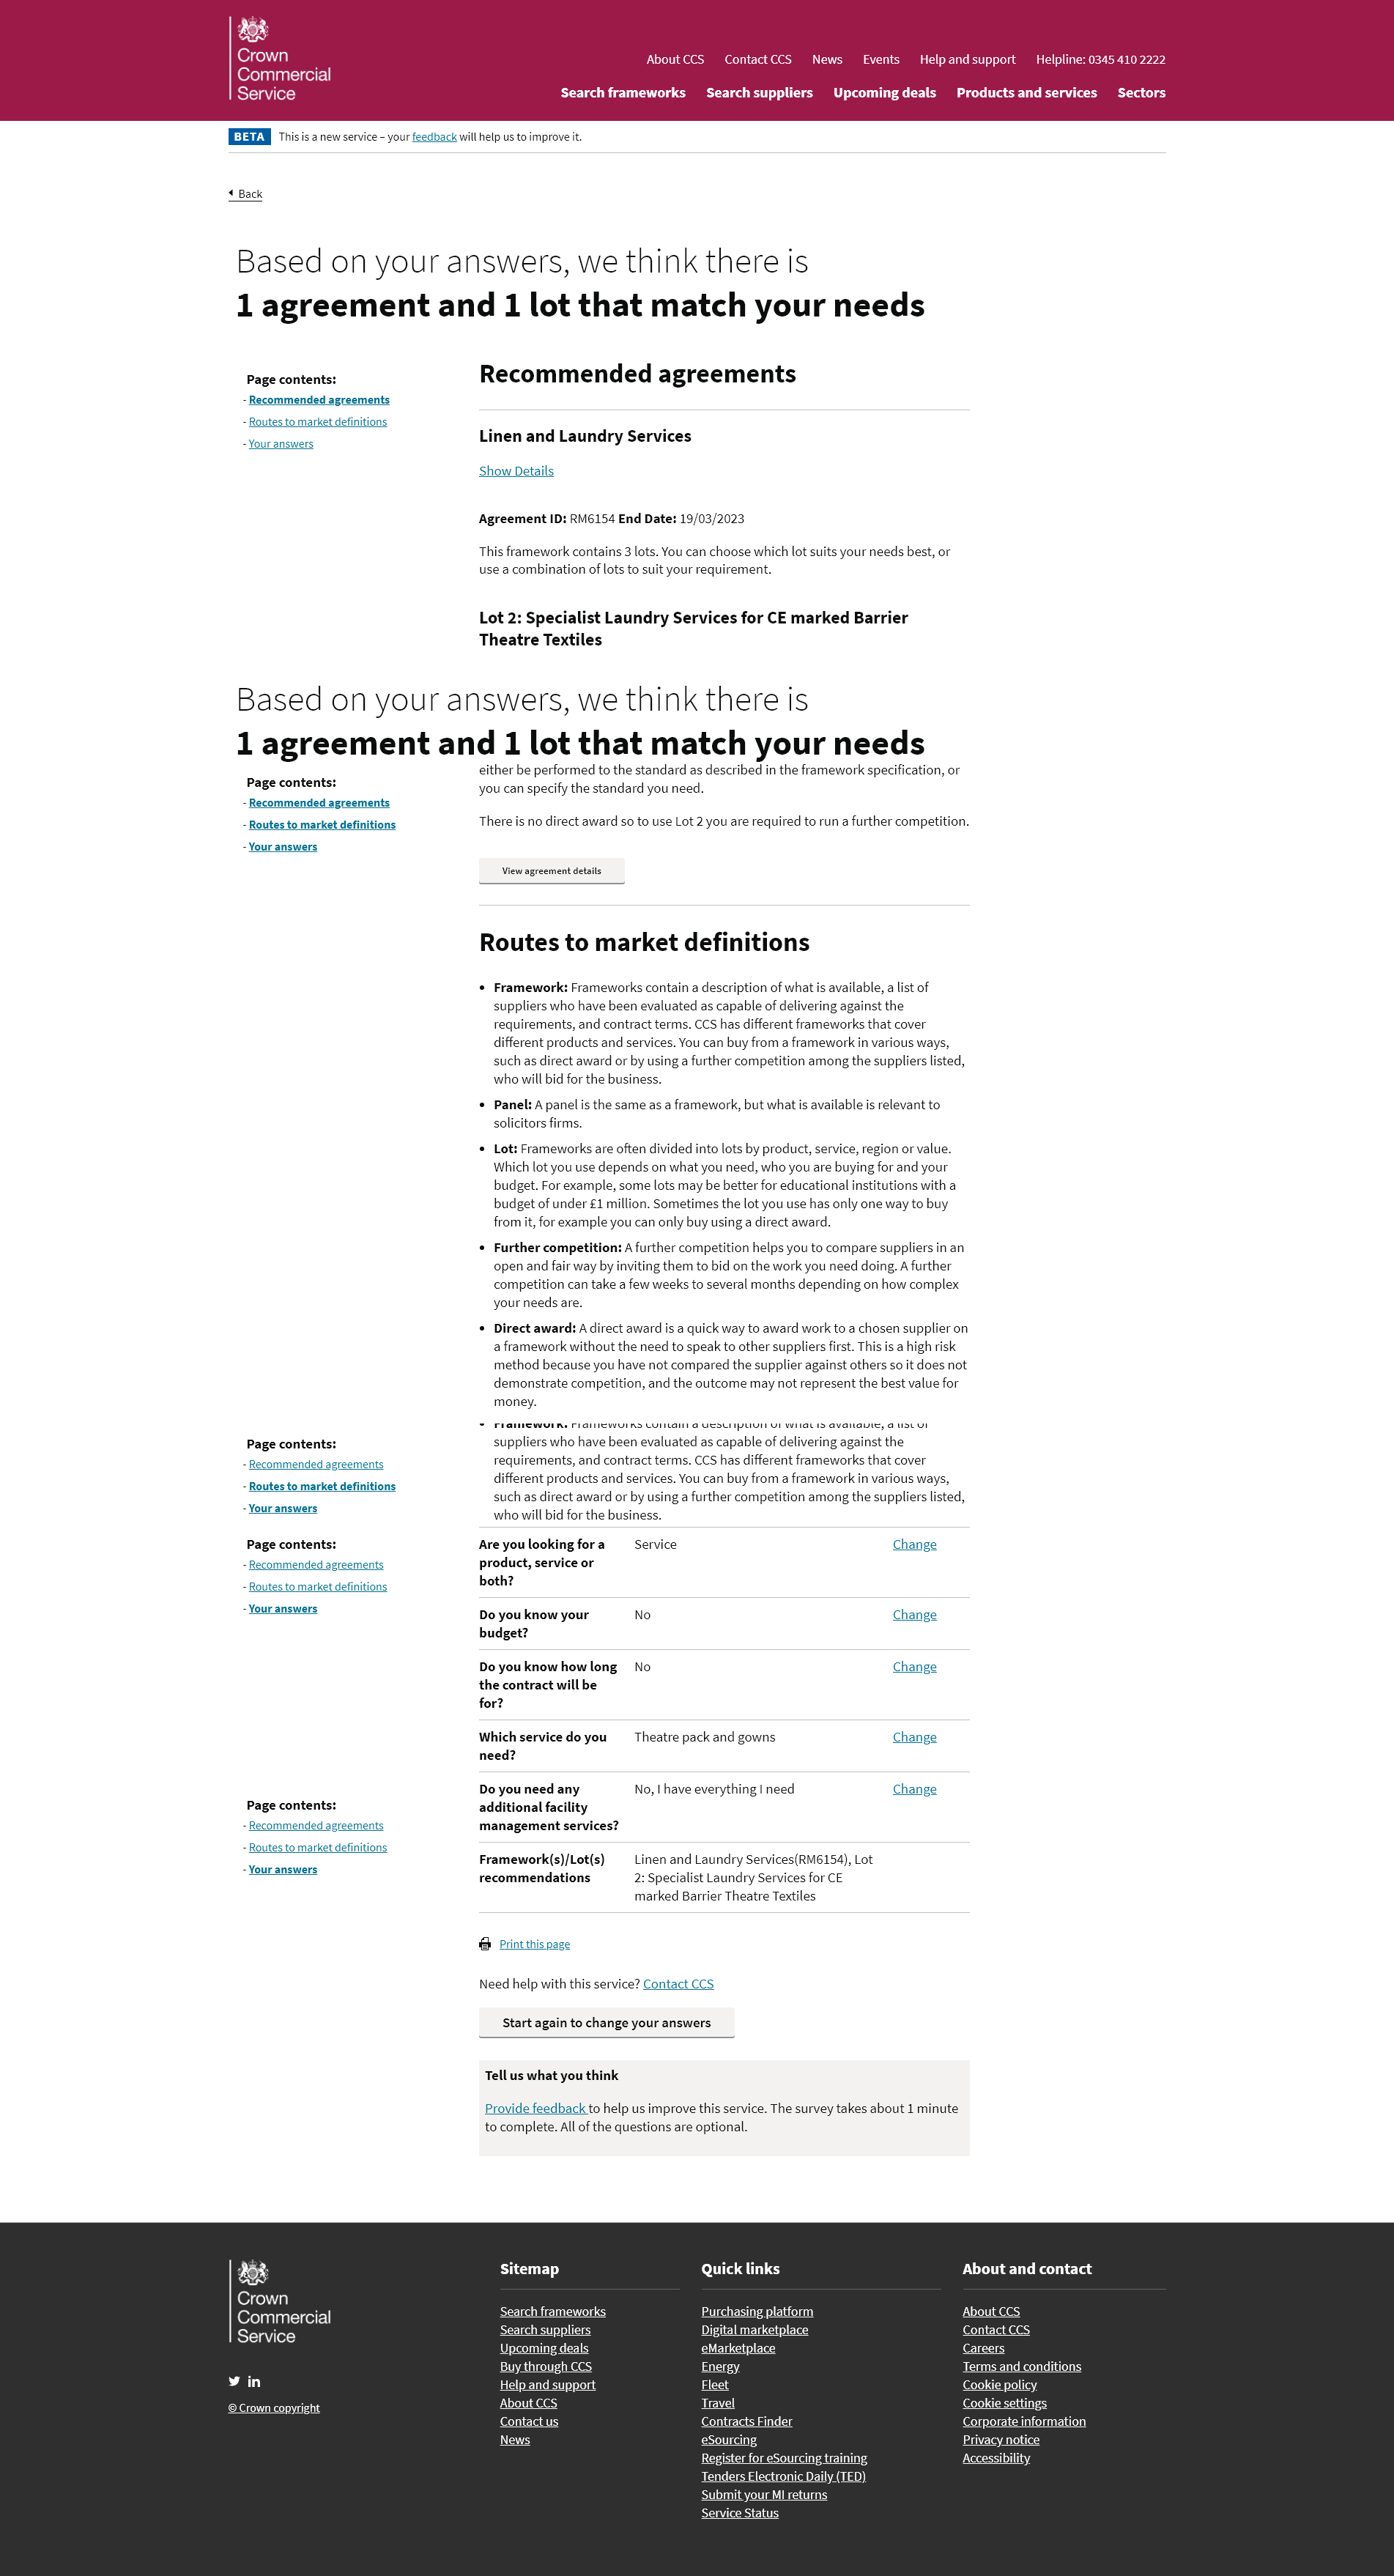 Crown
Commercial
Service
About CCS Contact CCS News Events Help and support Helpline: 0345 410 2222
Search frameworks Search suppliers Upcoming deals Products and services Sectors
BETA This is a new service – your feedback will help us to improve it.
Back
Based on your answers, we think there is
1 agreement and 1 lot that match your needs
Page contents:
- Recommended agreements
- Routes to market definitions
- Your answers
Recommended agreements
Linen and Laundry Services
Show Details
Agreement ID: RM6154 End Date: 19/03/2023
This framework contains 3 lots. You can choose which lot suits your needs best, or
use a combination of lots to suit your requirement.
Lot 2: Specialist Laundry Services for CE marked Barrier
Theatre Textiles
Based on your answers, we think there is
1 agreement and 1 lot that match your needs
Page contents:
- Recommended agreements
- Routes to market definitions
- Your answers
either be performed to the standard as described in the framework specification, or
you can specify the standard you need.
There is no direct award so to use Lot 2 you are required to run a further competition.
View agreement details
Routes to market definitions
• Framework: Frameworks contain a description of what is available, a list of
suppliers who have been evaluated as capable of delivering against the
requirements, and contract terms. CCS has different frameworks that cover
different products and services. You can buy from a framework in various ways,
such as direct award or by using a further competition among the suppliers listed,
who will bid for the business.
• Panel: A panel is the same as a framework, but what is available is relevant to
solicitors firms.
• Lot: Frameworks are often divided into lots by product, service, region or value.
Which lot you use depends on what you need, who you are buying for and your
budget. For example, some lots may be better for educational institutions with a
budget of under £1 million. Sometimes the lot you use has only one way to buy
from it, for example you can only buy using a direct award.
• Further competition: A further competition helps you to compare suppliers in an
open and fair way by inviting them to bid on the work you need doing. A further
competition can take a few weeks to several months depending on how complex
your needs are.
• Direct award: A direct award is a quick way to award work to a chosen supplier on
a framework without the need to speak to other suppliers first. This is a high risk
method because you have not compared the supplier against others so it does not
demonstrate competition, and the outcome may not represent the best value for
money.
• Framework: Frameworks contain a description of what is available, a list of
suppliers who have been evaluated as capable of delivering against the
requirements, and contract terms. CCS has different frameworks that cover
different products and services. You can buy from a framework in various ways,
such as direct award or by using a further competition among the suppliers listed,
who will bid for the business.
Page contents:
- Recommended agreements
- Routes to market definitions
- Your answers
Page contents:
- Recommended agreements
- Routes to market definitions
- Your answers
Are you looking for a Service Change
product, service or
both?
Do you know your No Change
budget?
Do you know how long No Change
the contract will be
for?
Which service do you Theatre pack and gowns Change
need?
Do you need any No, I have everything I need Change
additional facility
management services?
Page contents:
- Recommended agreements
- Routes to market definitions
- Your answers
Framework(s)/Lot(s) Linen and Laundry Services(RM6154), Lot
recommendations 2: Specialist Laundry Services for CE
marked Barrier Theatre Textiles
Print this page
Need help with this service? Contact CCS
Start again to change your answers
Tell us what you think
Provide feedback to help us improve this service. The survey takes about 1 minute
to complete. All of the questions are optional.
Crown
Commercial
Service
© Crown copyright
Sitemap
Search frameworks
Search suppliers
Upcoming deals
Buy through CCS
Help and support
About CCS
Contact us
News
Quick links
Purchasing platform
Digital marketplace
eMarketplace
Energy
Fleet
Travel
Contracts Finder
eSourcing
Register for eSourcing training
Tenders Electronic Daily (TED)
Submit your MI returns
Service Status
About and contact
About CCS
Contact CCS
Careers
Terms and conditions
Cookie policy
Cookie settings
Corporate information
Privacy notice
Accessibility